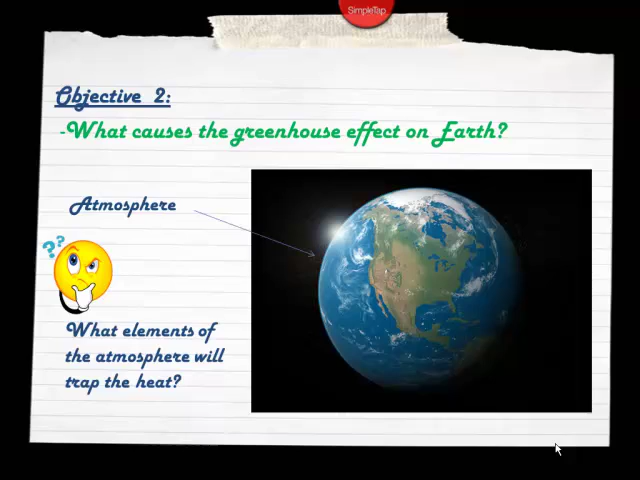 SimpleTap
Objective 2:
-What causes the greenhouse effect on Earth?
Atmosphere
??
What elements of
the atmosphere will
trap the heat?